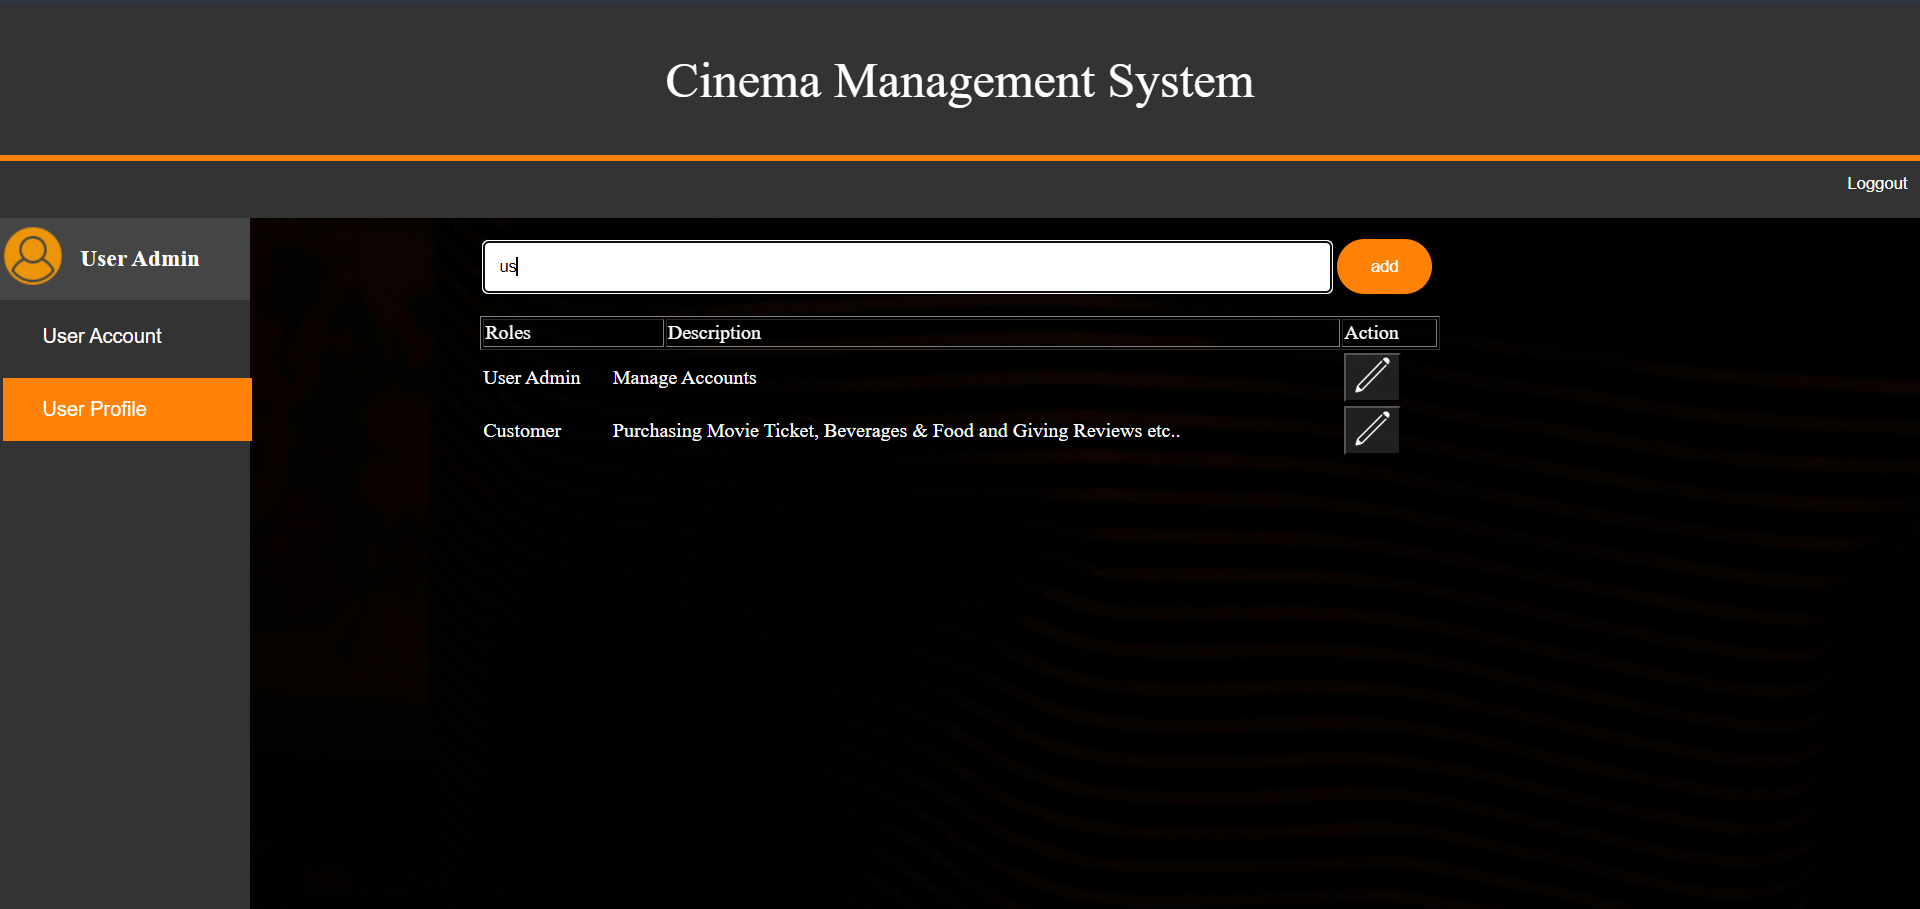 Cinema Management System
Loggout
User Admin
User Account
User Profile
us
add
Roles Description Action
User Admin Manage Accounts
Customer Purchasing Movie Ticket, Beverages & Food and Giving Reviews etc..